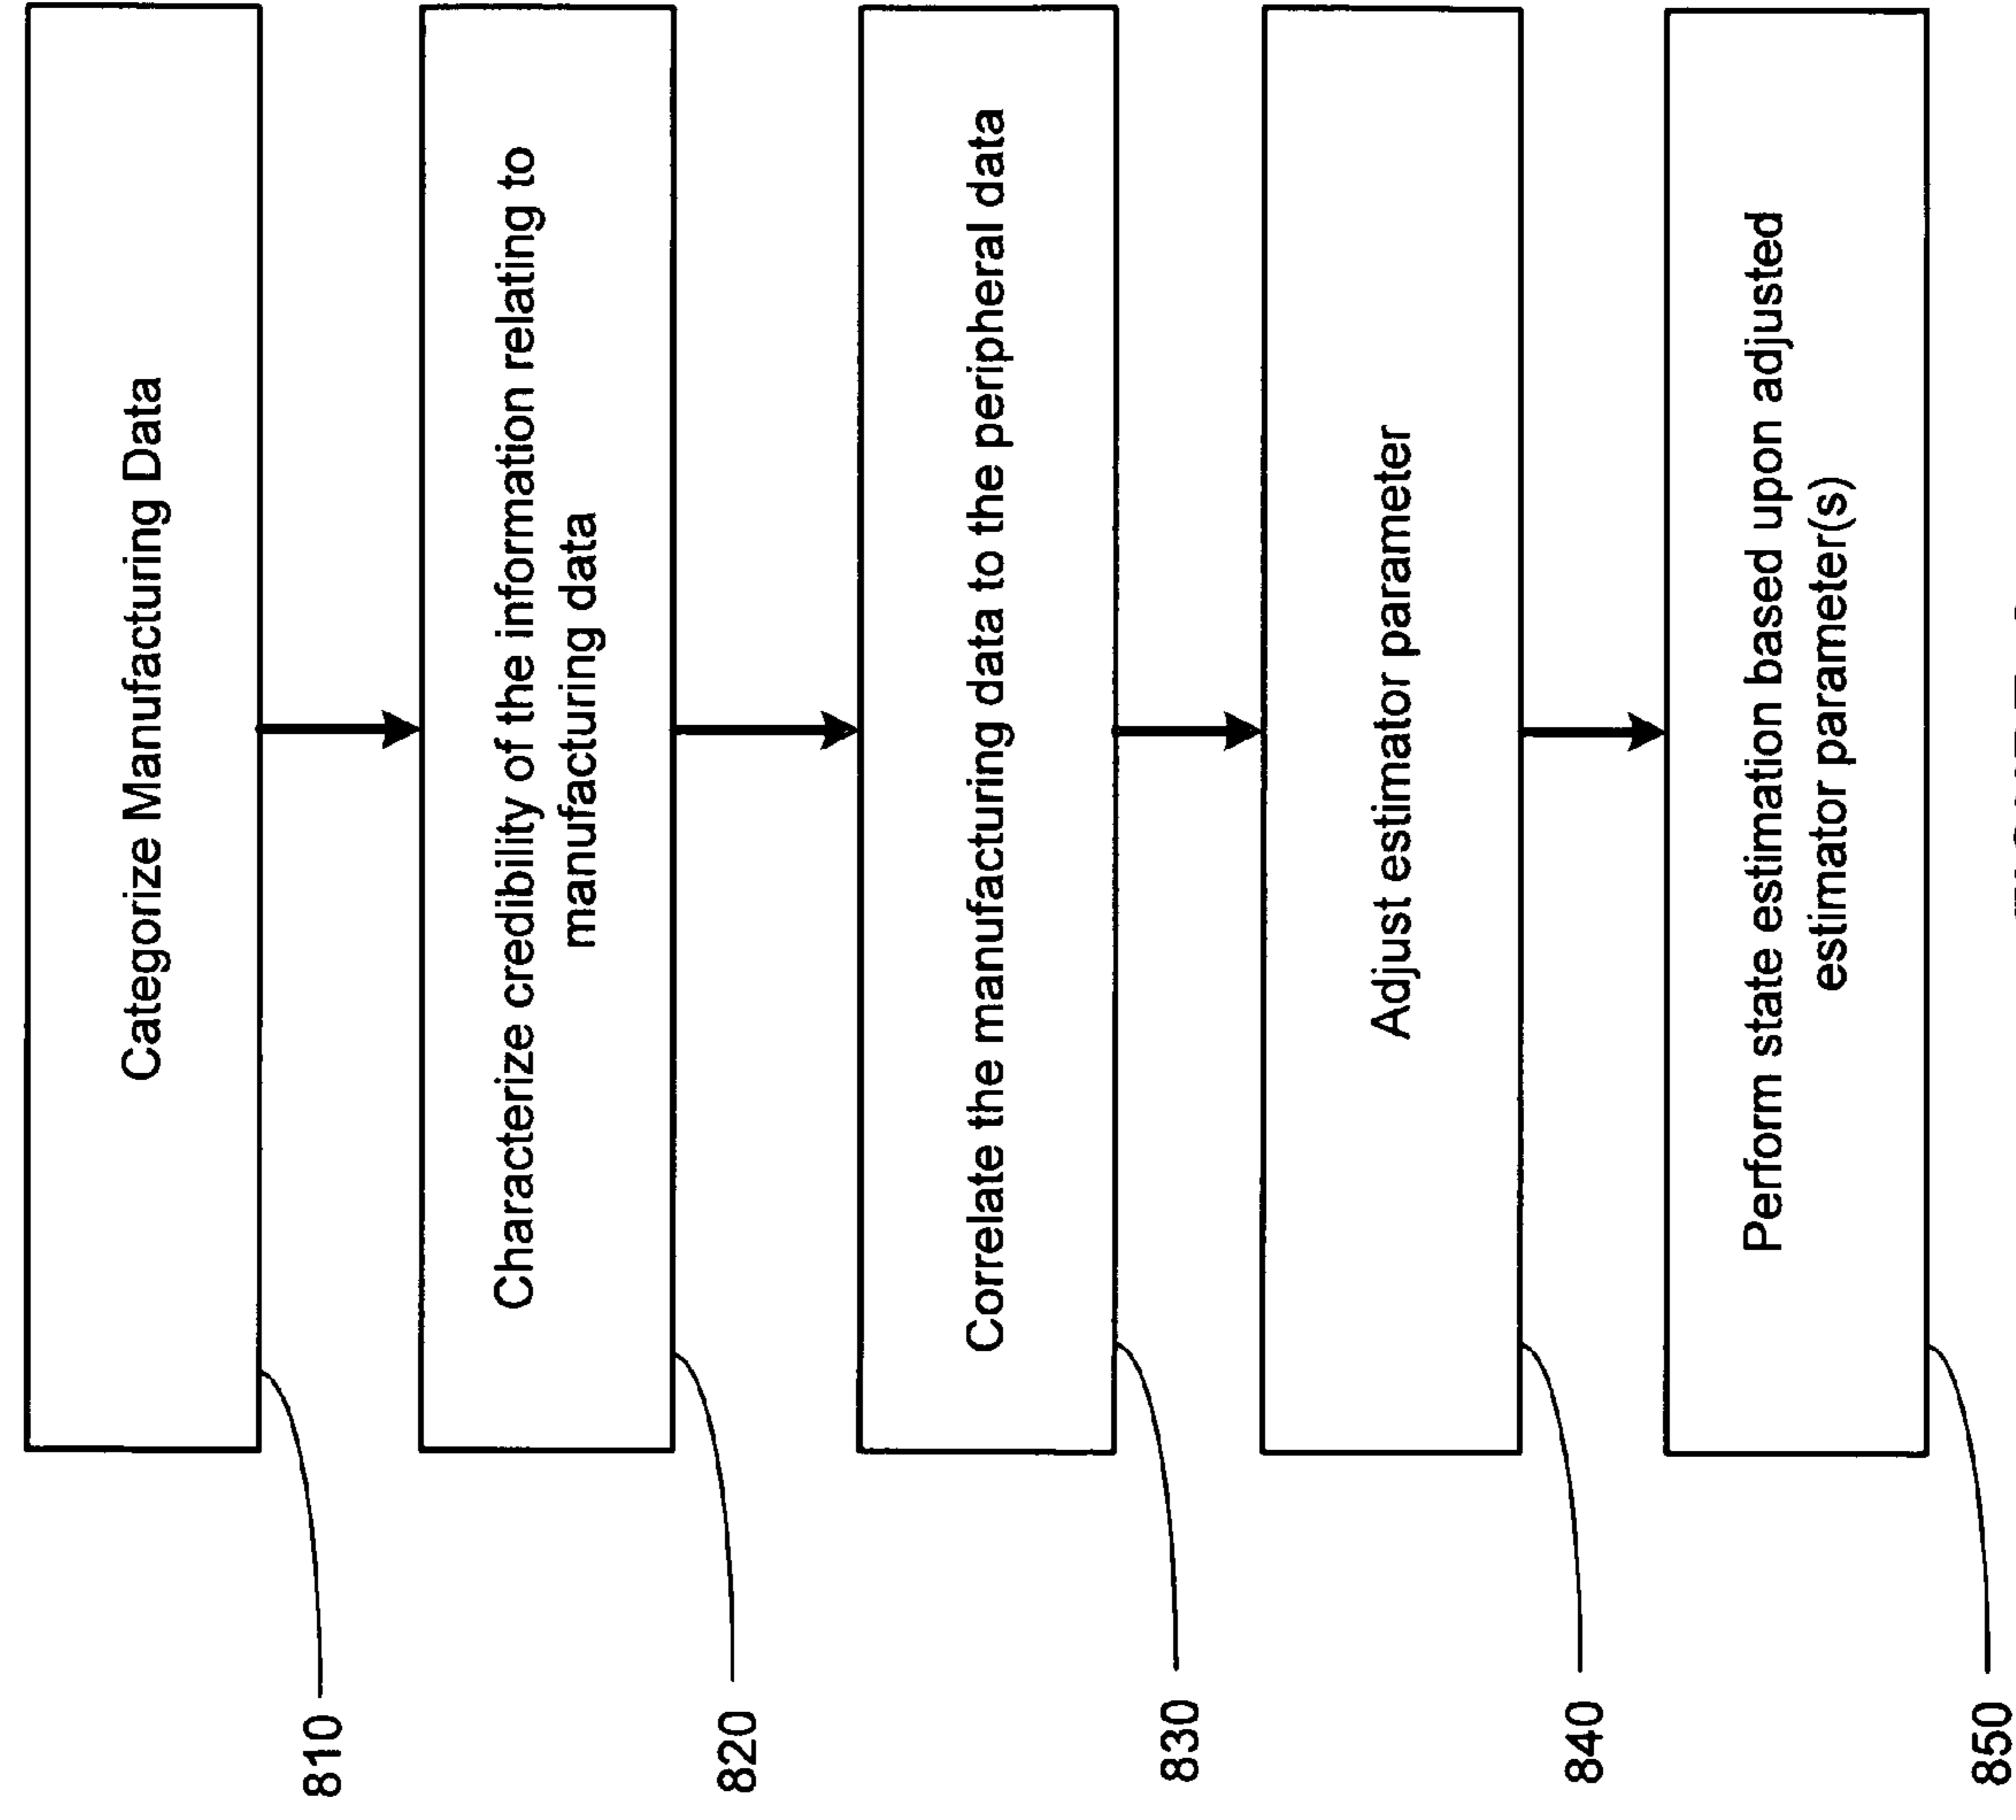 Categorize Manufacturing Data
810
Characterize credibility of the information relating to
manufacturing data
820
Correlate the manufacturing data to the peripheral data
830
Adjust estimator parameter
840
Perform state estimation based upon adjusted
estimator parameter(s)
850